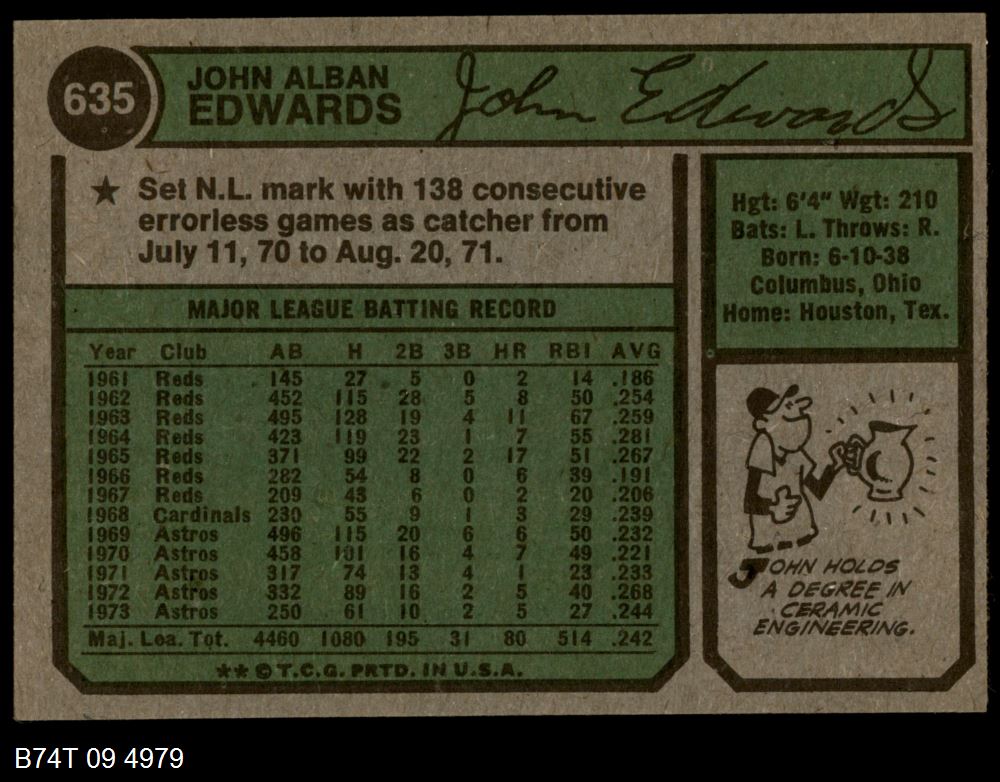 635
JOHN ALBAN
EDWARDS
John Edwards
★ Set N.L. mark with 138 consecutive
errorless games as catcher from
July 11, 70 to Aug. 20, 71.
Hgt: 6'4" Wgt: 210
Bats: L. Throws: R.
Born: 6-10-38
Columbus, Ohio
Home: Houston, Tex.
MAJOR LEAGUE BATTING RECORD
Year Club AB H 2B 3B HR RBI AVG
1961 Reds 145 27 5 0 2 14 .186
1962 Reds 452 115 28 5 8 50 .254
1963 Reds 495 128 19 4 11 67 .259
1964 Reds 423 119 23 1 7 55 .281
1965 Reds 371 99 22 2 17 51 .267
1966 Reds 282 54 8 0 6 39 .191
1967 Reds 209 43 6 0 2 20 .206
1968 Cardinals 230 55 9 1 3 29 .239
1969 Astros 496 115 20 6 6 50 .232
1970 Astros 458 101 16 4 7 49 .221
1971 Astros 317 74 13 4 1 23 .233
1972 Astros 332 89 16 2 5 40 .268
1973 Astros 250 61 10 2 5 27 .244
Maj. Lea. Tot. 4460 1080 195 31 80 514 .242
JOHN HOLDS
A DEGREE IN
CERAMIC
ENGINEERING.
** © T.C.G. PRTD. IN U.S.A.
B74T 09 4979